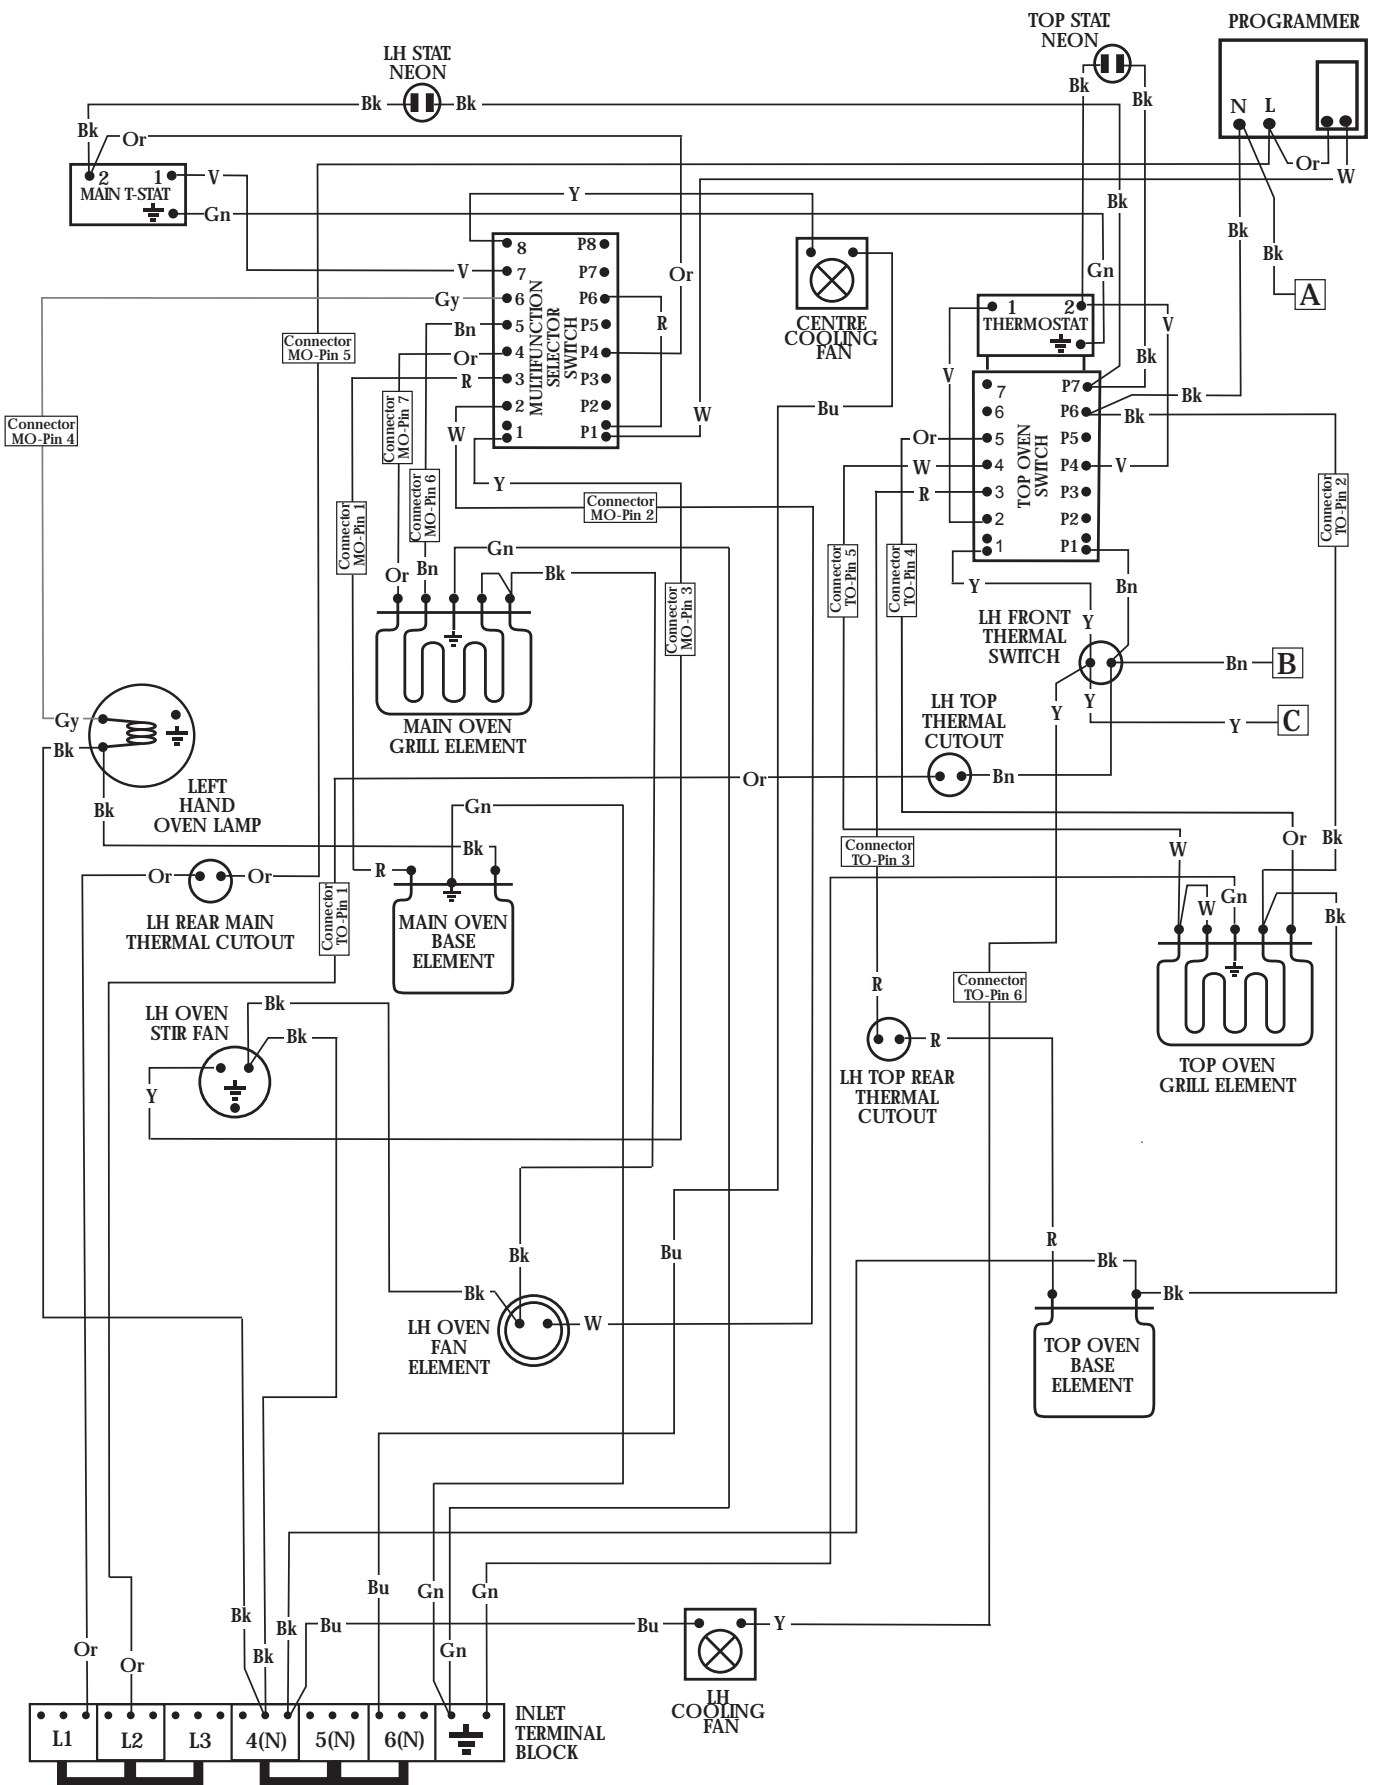 TOP STAT.
NEON
PROGRAMMER
LH STAT.
NEON
N L
Bk
Bk
Bk
Bk
Bk
Or
Or
W
2 1
MAIN T-STAT
V
Gn
Y
Bk
Bk
Bk
A
8 P8
7 P7
6 P6
5 P5
4 P4
3 P3
2 P2
1 P1
MULTIFUNCTION
SELECTOR
SWITCH
V
Gy
Bn
Or
R
W
Y
Or
R
W
CENTRE
COOLING
FAN
Bu
Gn
1 2
THERMOSTAT
V
V
Bk
Bk
Bk
7 P7
6 P6
5 P5
4 P4
3 P3
2 P2
1 P1
TOP OVEN
SWITCH
Or
W
R
V
Y
Bn
Connector
MO-Pin 5
Connector
MO-Pin 4
Connector
MO-Pin 7
Connector
MO-Pin 6
Connector
MO-Pin 1
Connector
MO-Pin 2
Connector
MO-Pin 3
Connector
TO-Pin 5
Connector
TO-Pin 4
Connector
TO-Pin 2
Gn
Bk
Or
Bn
MAIN OVEN
GRILL ELEMENT
LH FRONT
THERMAL
SWITCH
Y
Bn
B
Y
Y
Y
C
LH TOP
THERMAL
CUTOUT
Or
Bn
Gy
Bk
Bk
LEFT
HAND
OVEN LAMP
Gn
Bk
R
MAIN OVEN
BASE
ELEMENT
Or
Or
LH REAR MAIN
THERMAL CUTOUT
Connector
TO-Pin 1
Connector
TO-Pin 3
W
Or
Bk
W
Gn
Bk
TOP OVEN
GRILL ELEMENT
Connector
TO-Pin 6
R
R
LH TOP REAR
THERMAL
CUTOUT
LH OVEN
STIR FAN
Bk
Bk
Y
Bk
Bk
W
LH OVEN
FAN
ELEMENT
Bu
R
Bk
Bk
TOP OVEN
BASE
ELEMENT
Bu
Gn
Gn
Bk
Bk
Bu
Bu
Y
Or
Or
Bk
Gn
LH
COOLING
FAN
L1 L2 L3 4(N) 5(N) 6(N)
INLET
TERMINAL
BLOCK